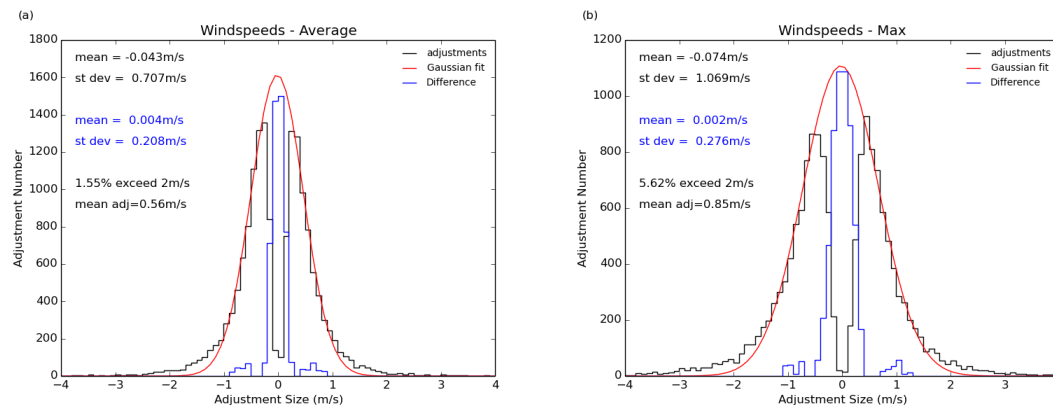 (a)
Windspeeds - Average
1800
1600
1400
1200
1000
800
600
400
200
0
Adjustment Number
mean = -0.043m/s
st dev = 0.707m/s
mean = 0.004m/s
st dev = 0.208m/s
1.55% exceed 2m/s
mean adj=0.56m/s
adjustments
Gaussian fit
Difference
−4 −3 −2 −1 0 1 2 3 4
Adjustment Size (m/s)
(b)
Windspeeds - Max
1200
1000
800
600
400
200
0
Adjustment Number
mean = -0.074m/s
st dev = 1.069m/s
mean = 0.002m/s
st dev = 0.276m/s
5.62% exceed 2m/s
mean adj=0.85m/s
adjustments
Gaussian fit
Difference
−4 −3 −2 −1 0 1 2 3
Adjustment Size (m/s)